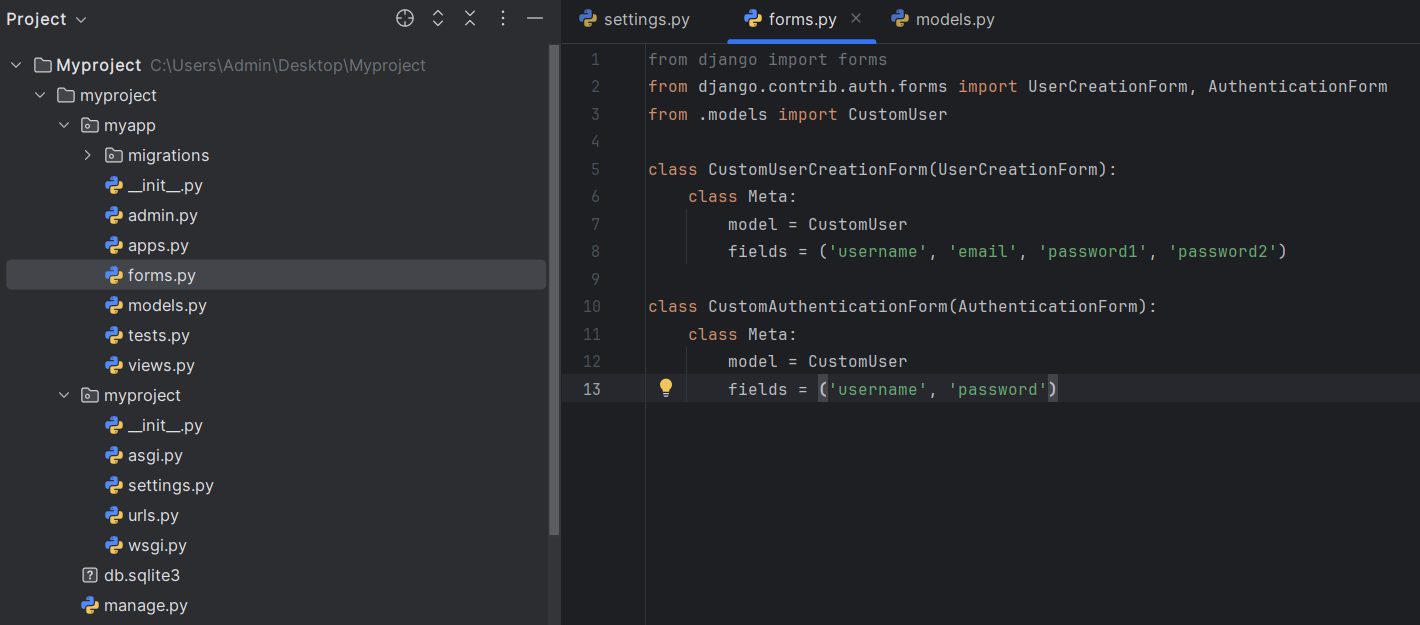 Project
Myproject C:\Users\Admin\Desktop\Myproject
myproject
myapp
migrations
__init__.py
admin.py
apps.py
forms.py
models.py
tests.py
views.py
myproject
__init__.py
asgi.py
settings.py
urls.py
wsgi.py
db.sqlite3
manage.py
settings.py forms.py models.py
1 from django import forms
2 from django.contrib.auth.forms import UserCreationForm, AuthenticationForm
3 from .models import CustomUser
4
5 class CustomUserCreationForm(UserCreationForm):
6     class Meta:
7         model = CustomUser
8         fields = ('username', 'email', 'password1', 'password2')
9
10 class CustomAuthenticationForm(AuthenticationForm):
11     class Meta:
12         model = CustomUser
13         fields = ('username', 'password')